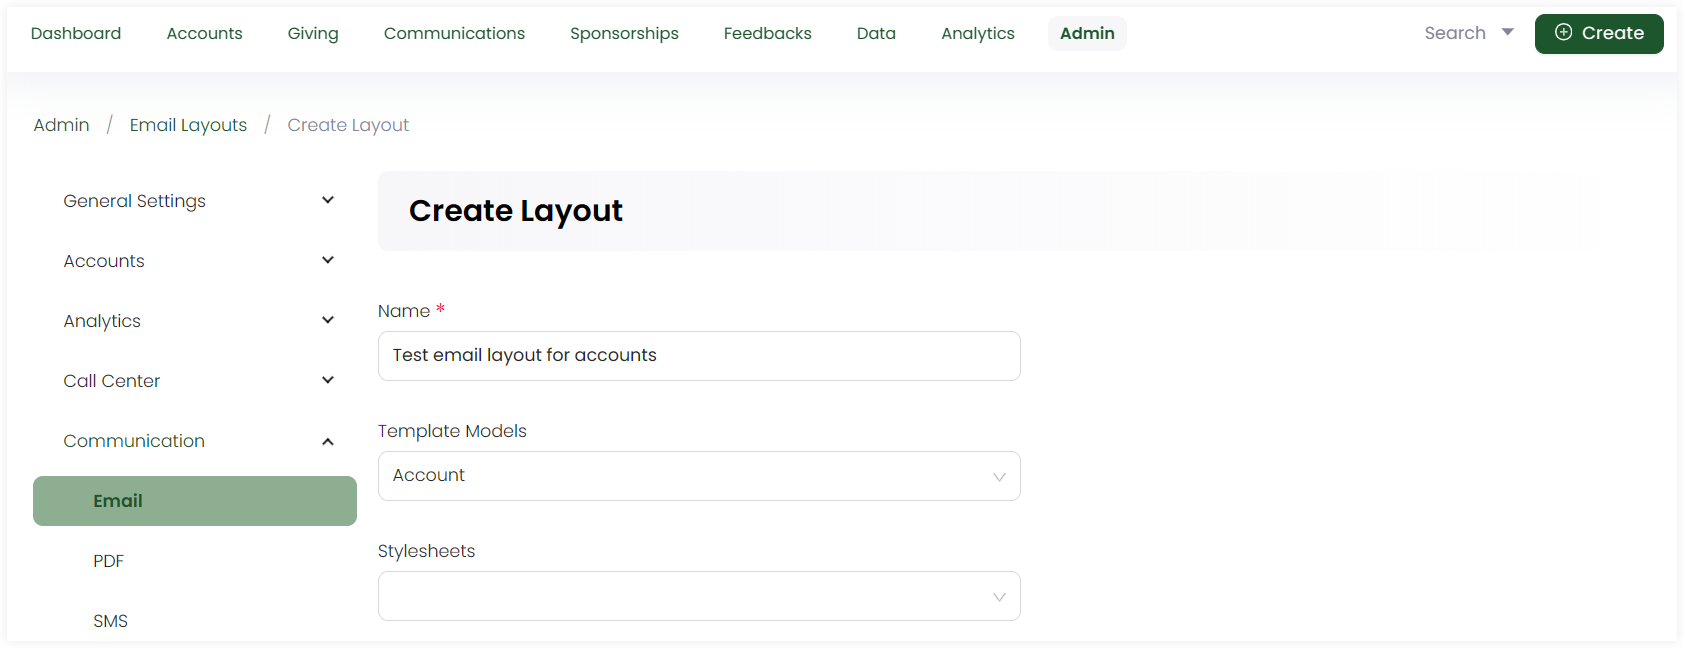 Dashboard Accounts Giving Communications Sponsorships Feedbacks Data Analytics Admin Search Create
Admin / Email Layouts / Create Layout
General Settings
Accounts
Analytics
Call Center
Communication
Email
PDF
SMS
Create Layout
Name *
Test email layout for accounts
Template Models
Account
Stylesheets